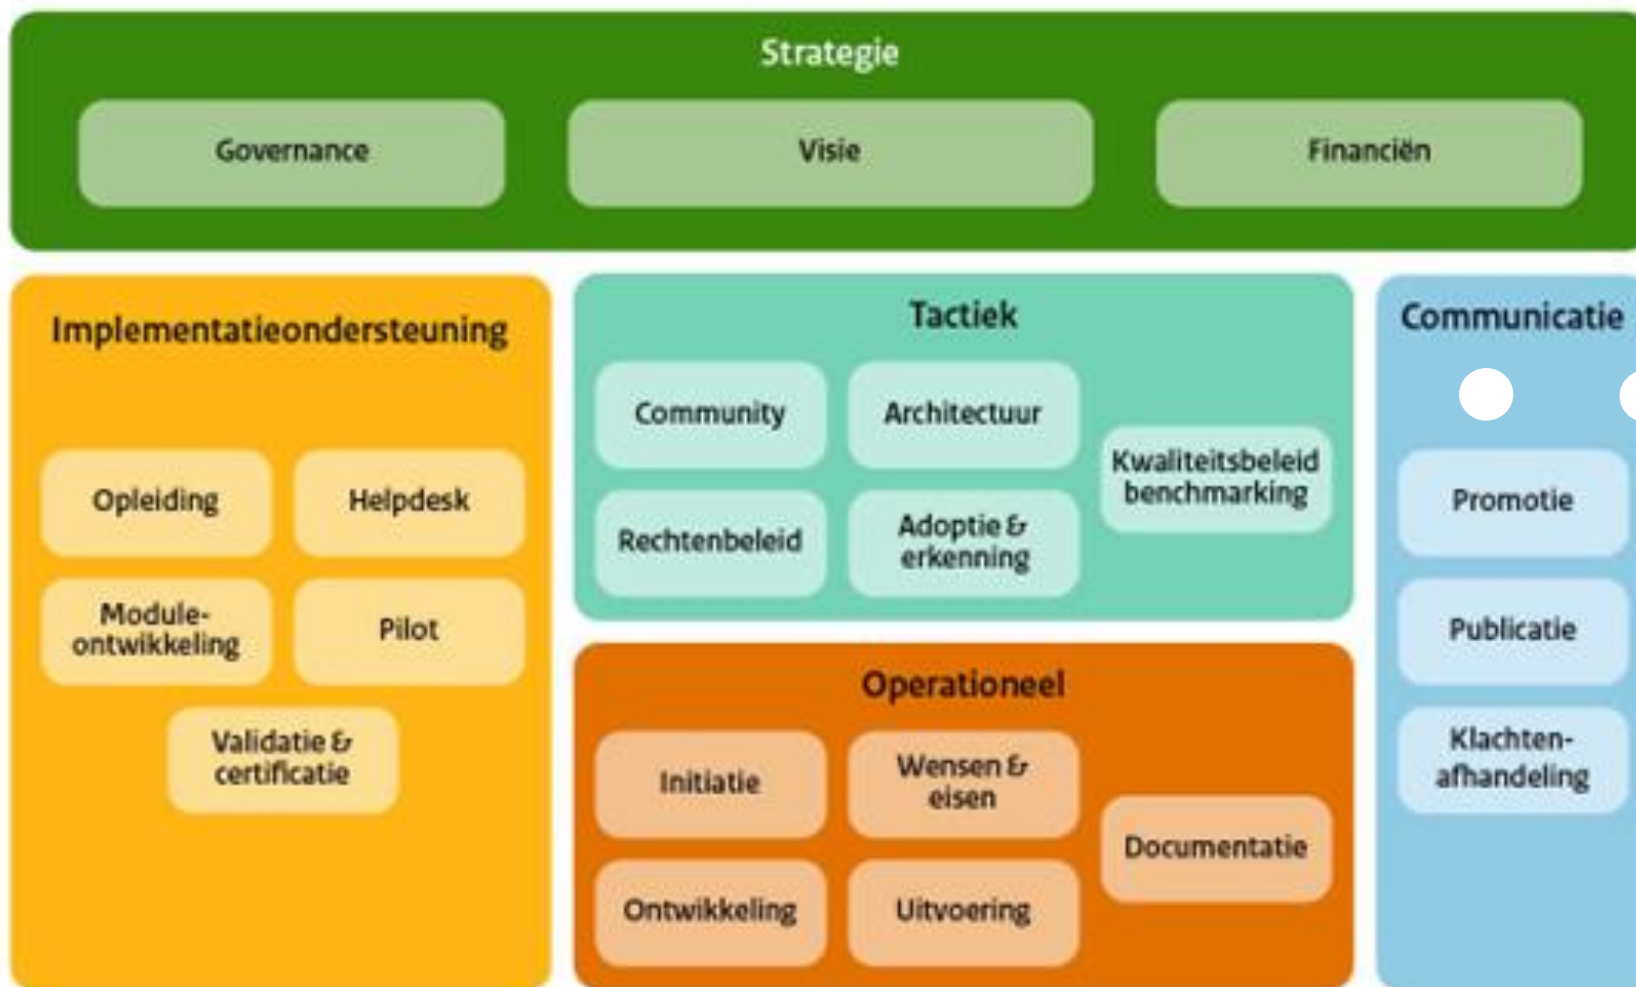 Strategie
Governance
Visie
Financiën
Implementatieondersteuning
Opleiding
Helpdesk
Module-
ontwikkeling
Pilot
Validatie &
certificatie
Tactiek
Community
Architectuur
Kwaliteitsbeleid
benchmarking
Rechtenbeleid
Adoptie &
erkenning
Operationeel
Initiatie
Wensen &
eisen
Documentatie
Ontwikkeling
Uitvoering
Communicatie
Promotie
Publicatie
Klachten-
afhandeling